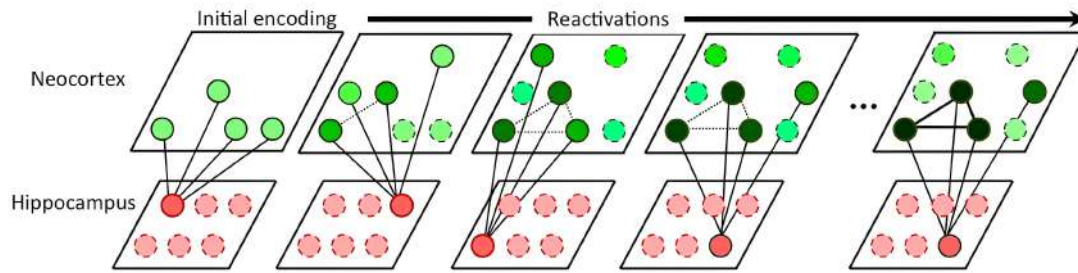 Initial encoding
Reactivations
Neocortex
...
Hippocampus